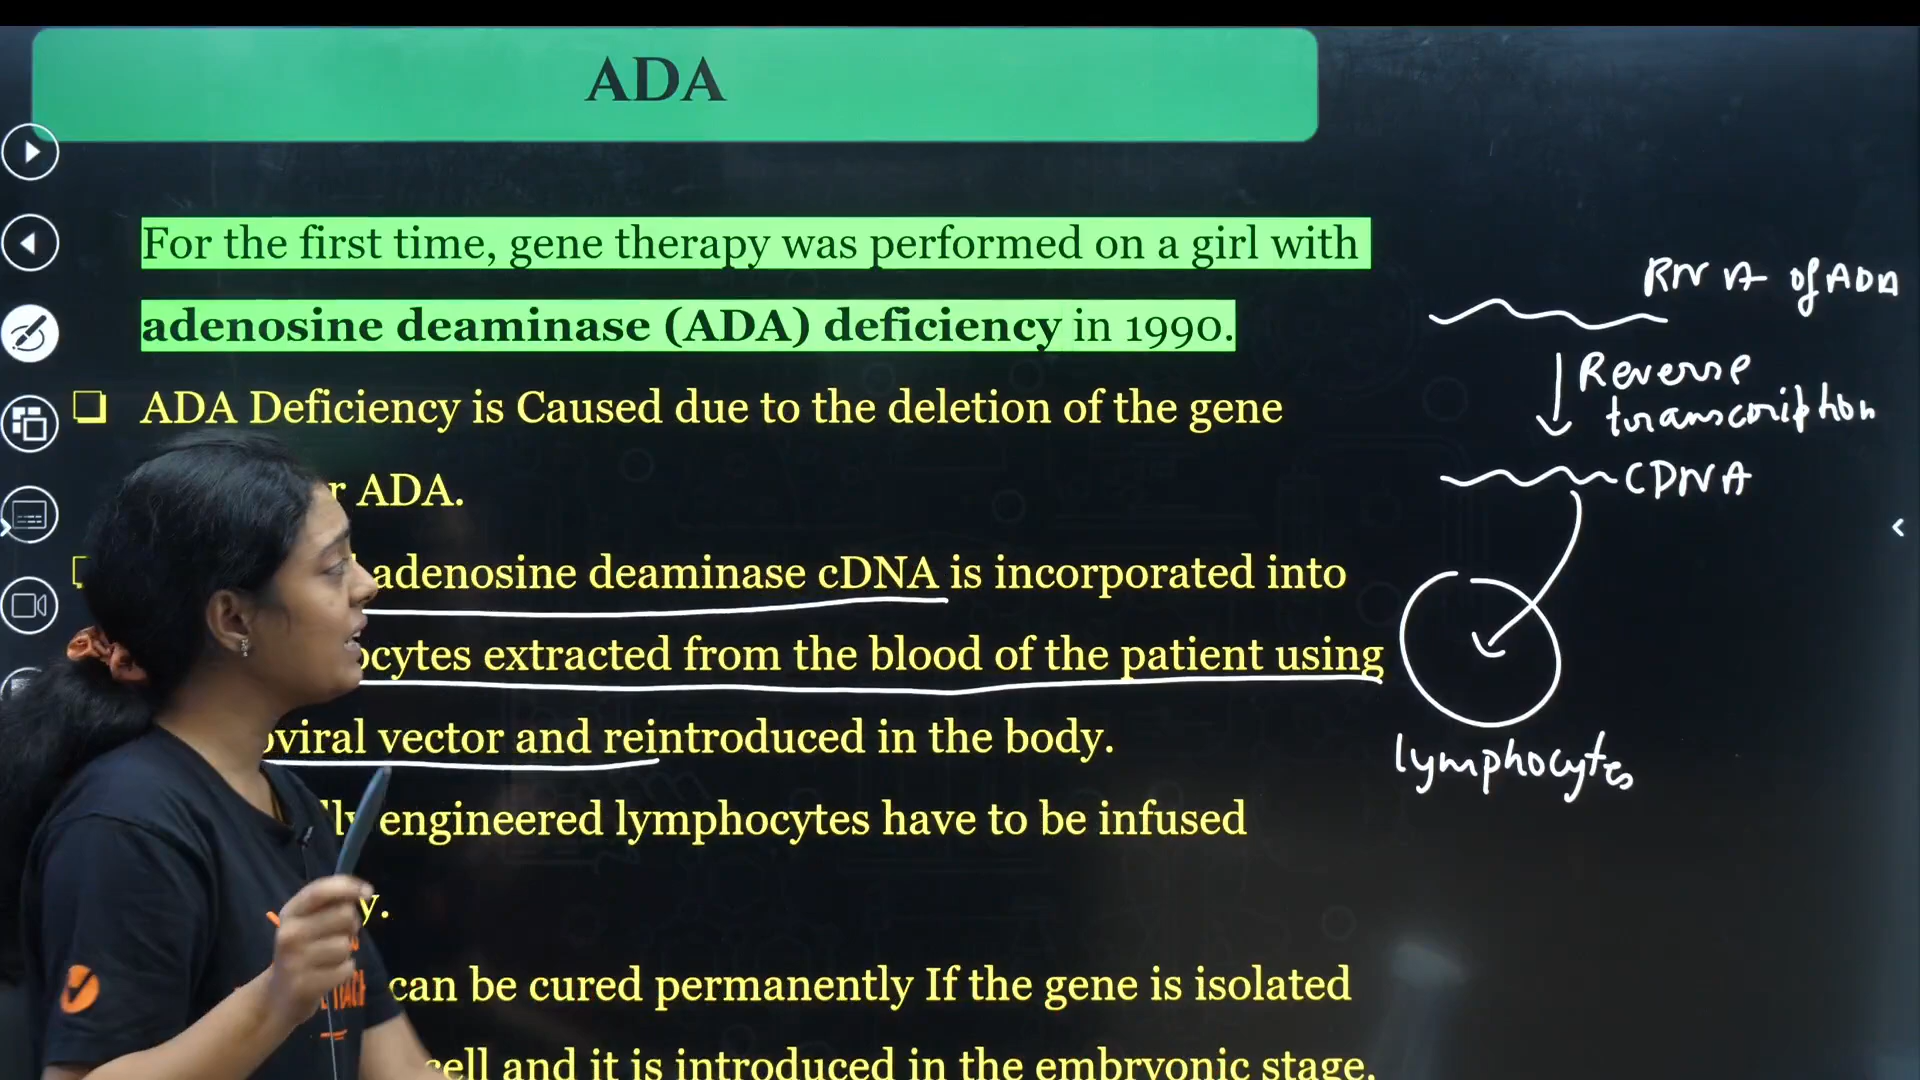 ADA
For the first time, gene therapy was performed on a girl with
adenosine deaminase (ADA) deficiency in 1990.
ADA Deficiency is Caused due to the deletion of the gene
ADA.
adenosine deaminase cDNA is incorporated into
extracted from the blood of the patient using
vector and reintroduced in the body.
engineered lymphocytes have to be infused
can be cured permanently If the gene is isolated
cell and it is introduced in the embryonic stage.
RNA of ADA
Reverse
transcription
CDNA
lymphocytes